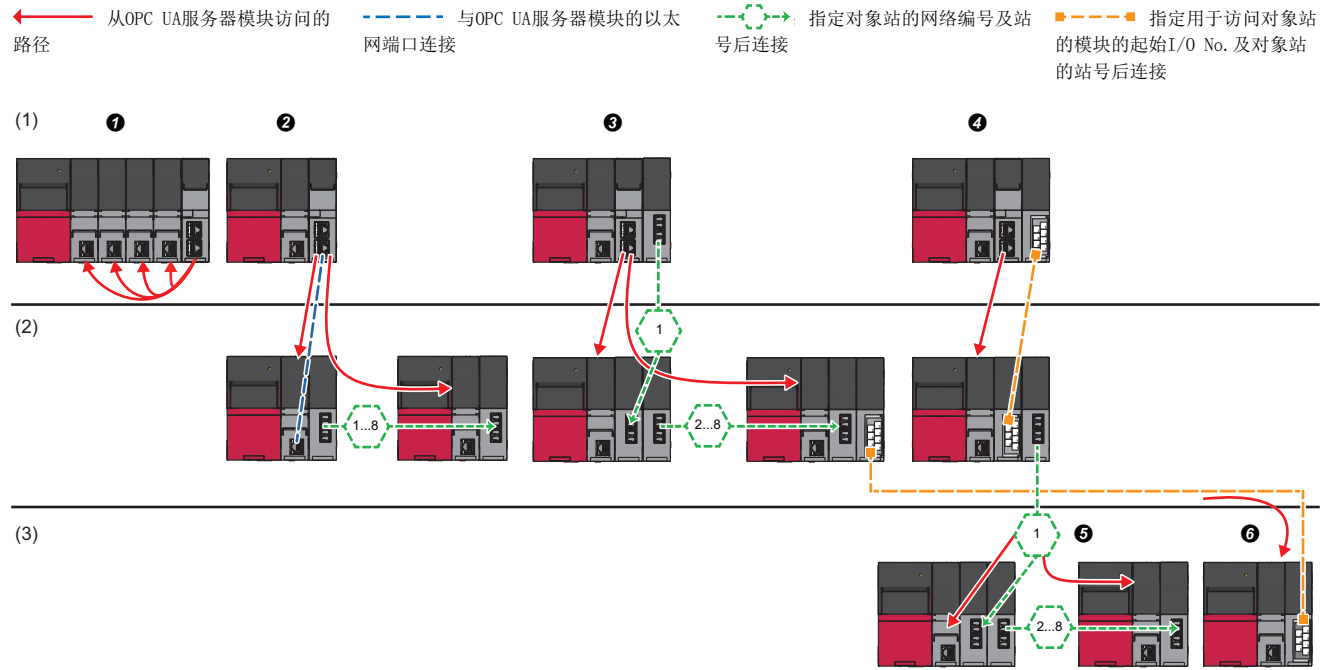 从OPC UA服务器模块访问的
路径
与OPC UA服务器模块的以太
网端口连接
指定对象站的网络编号及站
号后连接
指定用于访问对象站
的模块的起始I/O No.及对象站
的站号后连接
(1)
❶
❷
❸
❹
(2)
1
1...8
2...8
(3)
1
❺
❻
2...8